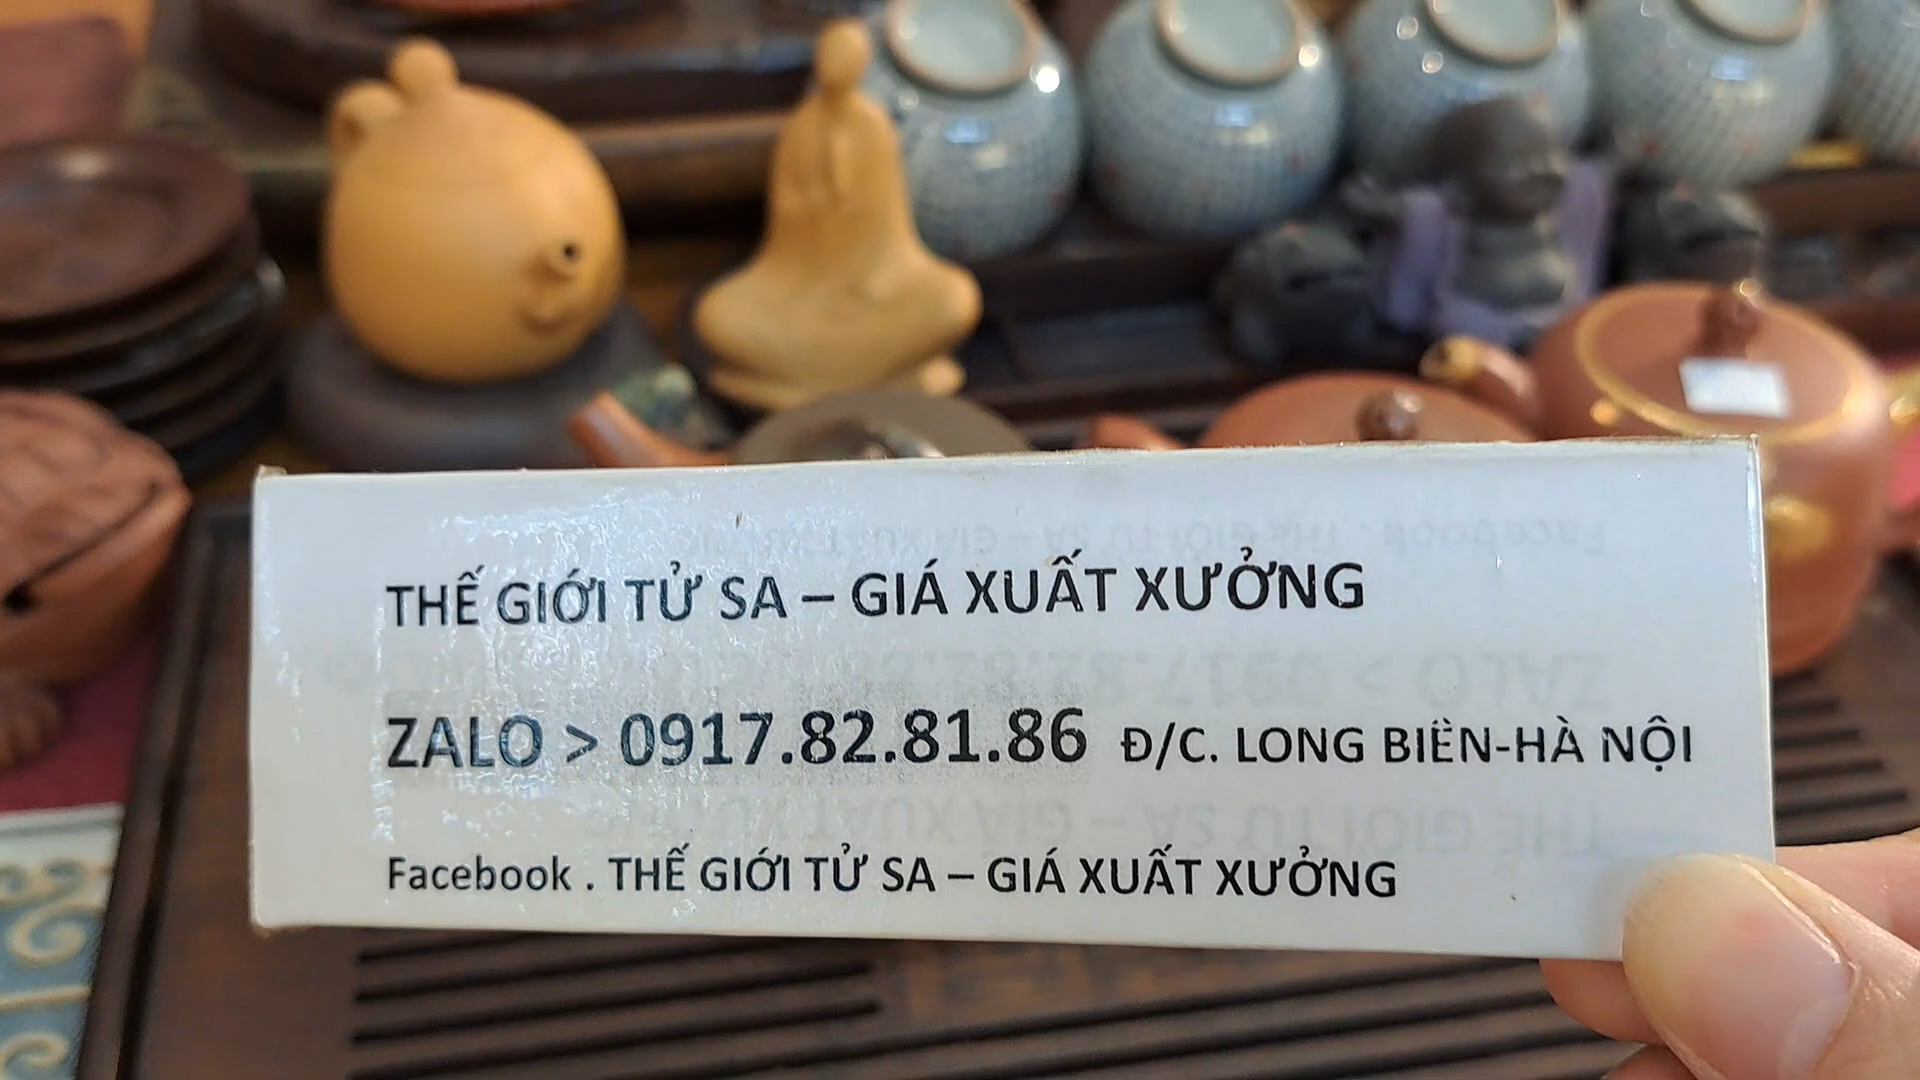 THẾ GIỚI TỬ SA – GIÁ XUẤT XƯỞNG
ZALO > 0917.82.81.86 Đ/C. LONG BIÊN-HÀ NỘI
Facebook . THẾ GIỚI TỬ SA – GIÁ XUẤT XƯỞNG